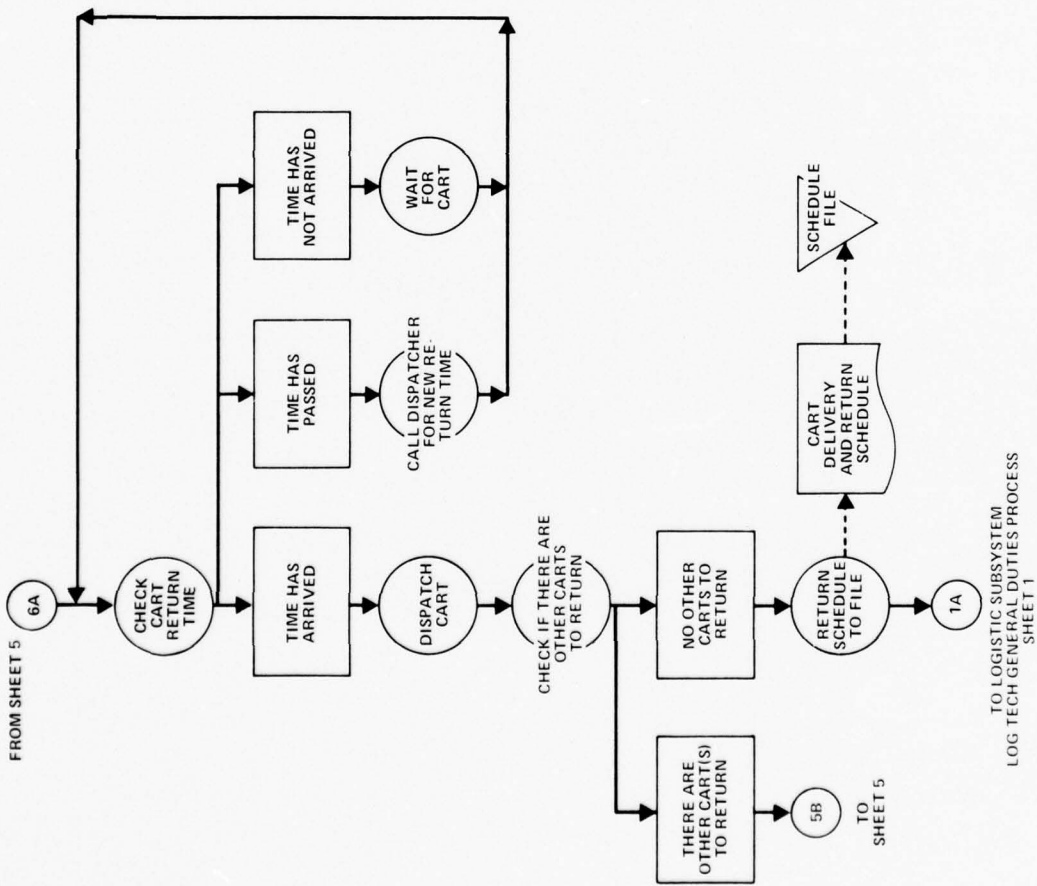 FROM SHEET 5
6A
CHECK
CART
RETURN
TIME
TIME HAS
ARRIVED
TIME HAS
PASSED
TIME HAS
NOT ARRIVED
DISPATCH
CART
CALL DISPATCHER
FOR NEW RE-
TURN TIME
WAIT
FOR
CART
CHECK IF THERE ARE
OTHER CARTS
TO RETURN
THERE ARE
OTHER CART(S)
TO RETURN
NO OTHER
CARTS TO
RETURN
5B
TO
SHEET 5
RETURN
SCHEDULE
TO FILE
CART
DELIVERY
AND RETURN
SCHEDULE
SCHEDULE
FILE
1A
TO LOGISTIC SUBSYSTEM
LOG TECH GENERAL DUTIES PROCESS
SHEET 1